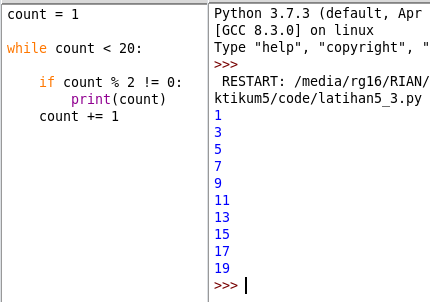 count = 1
while count < 20:
if count % 2 != 0:
print(count)
count += 1
Python 3.7.3 (default, Apr
[GCC 8.3.0] on linux
Type "help", "copyright", "
>>>
RESTART: /media/rg16/RIAN/
ktikum5/code/latihan5_3.py
1
3
5
7
9
11
13
15
17
19
>>>